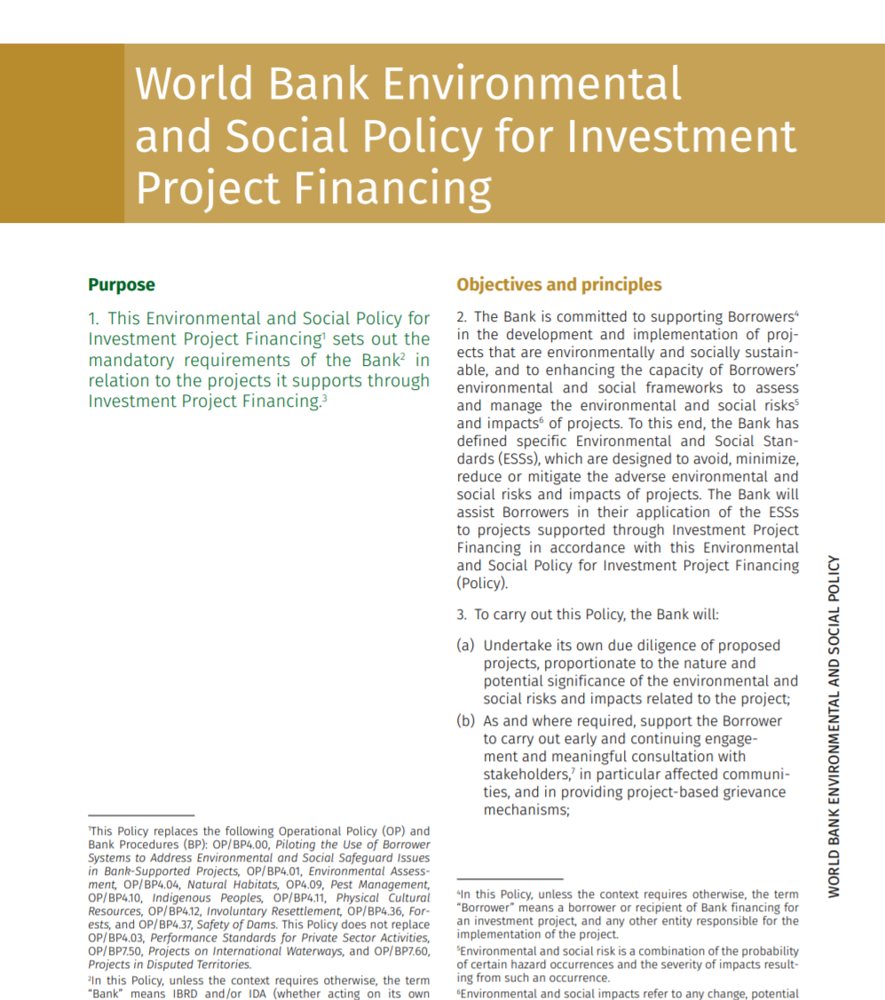 World Bank Environmental
and Social Policy for Investment
Project Financing
Purpose
1. This Environmental and Social Policy for
Investment Project Financing¹ sets out the
mandatory requirements of the Bank² in
relation to the projects it supports through
Investment Project Financing.³
¹This Policy replaces the following Operational Policy (OP) and
Bank Procedures (BP): OP/BP4.00, Piloting the Use of Borrower
Systems to Address Environmental and Social Safeguard Issues
in Bank-Supported Projects, OP/BP4.01, Environmental Assess-
ment, OP/BP4.04, Natural Habitats, OP4.09, Pest Management,
OP/BP4.10, Indigenous Peoples, OP/BP4.11, Physical Cultural
Resources, OP/BP4.12, Involuntary Resettlement, OP/BP4.36, For-
ests, and OP/BP4.37, Safety of Dams. This Policy does not replace
OP/BP4.03, Performance Standards for Private Sector Activities,
OP/BP7.50, Projects on International Waterways, and OP/BP7.60,
Projects in Disputed Territories.
²In this Policy, unless the context requires otherwise, the term
“Bank” means IBRD and/or IDA (whether acting on its own
Objectives and principles
2. The Bank is committed to supporting Borrowers⁴
in the development and implementation of proj-
ects that are environmentally and socially sustain-
able, and to enhancing the capacity of Borrowers’
environmental and social frameworks to assess
and manage the environmental and social risks⁵
and impacts⁶ of projects. To this end, the Bank has
defined specific Environmental and Social Stan-
dards (ESSs), which are designed to avoid, minimize,
reduce or mitigate the adverse environmental and
social risks and impacts of projects. The Bank will
assist Borrowers in their application of the ESSs
to projects supported through Investment Project
Financing in accordance with this Environmental
and Social Policy for Investment Project Financing
(Policy).
3. To carry out this Policy, the Bank will:
(a) Undertake its own due diligence of proposed
projects, proportionate to the nature and
potential significance of the environmental and
social risks and impacts related to the project;
(b) As and where required, support the Borrower
to carry out early and continuing engage-
ment and meaningful consultation with
stakeholders,⁷ in particular affected communi-
ties, and in providing project-based grievance
mechanisms;
⁴In this Policy, unless the context requires otherwise, the term
“Borrower” means a borrower or recipient of Bank financing for
an investment project, and any other entity responsible for the
implementation of the project.
⁵Environmental and social risk is a combination of the probability
of certain hazard occurrences and the severity of impacts result-
ing from such an occurrence.
⁶Environmental and social impacts refer to any change, potential
WORLD BANK ENVIRONMENTAL AND SOCIAL POLICY